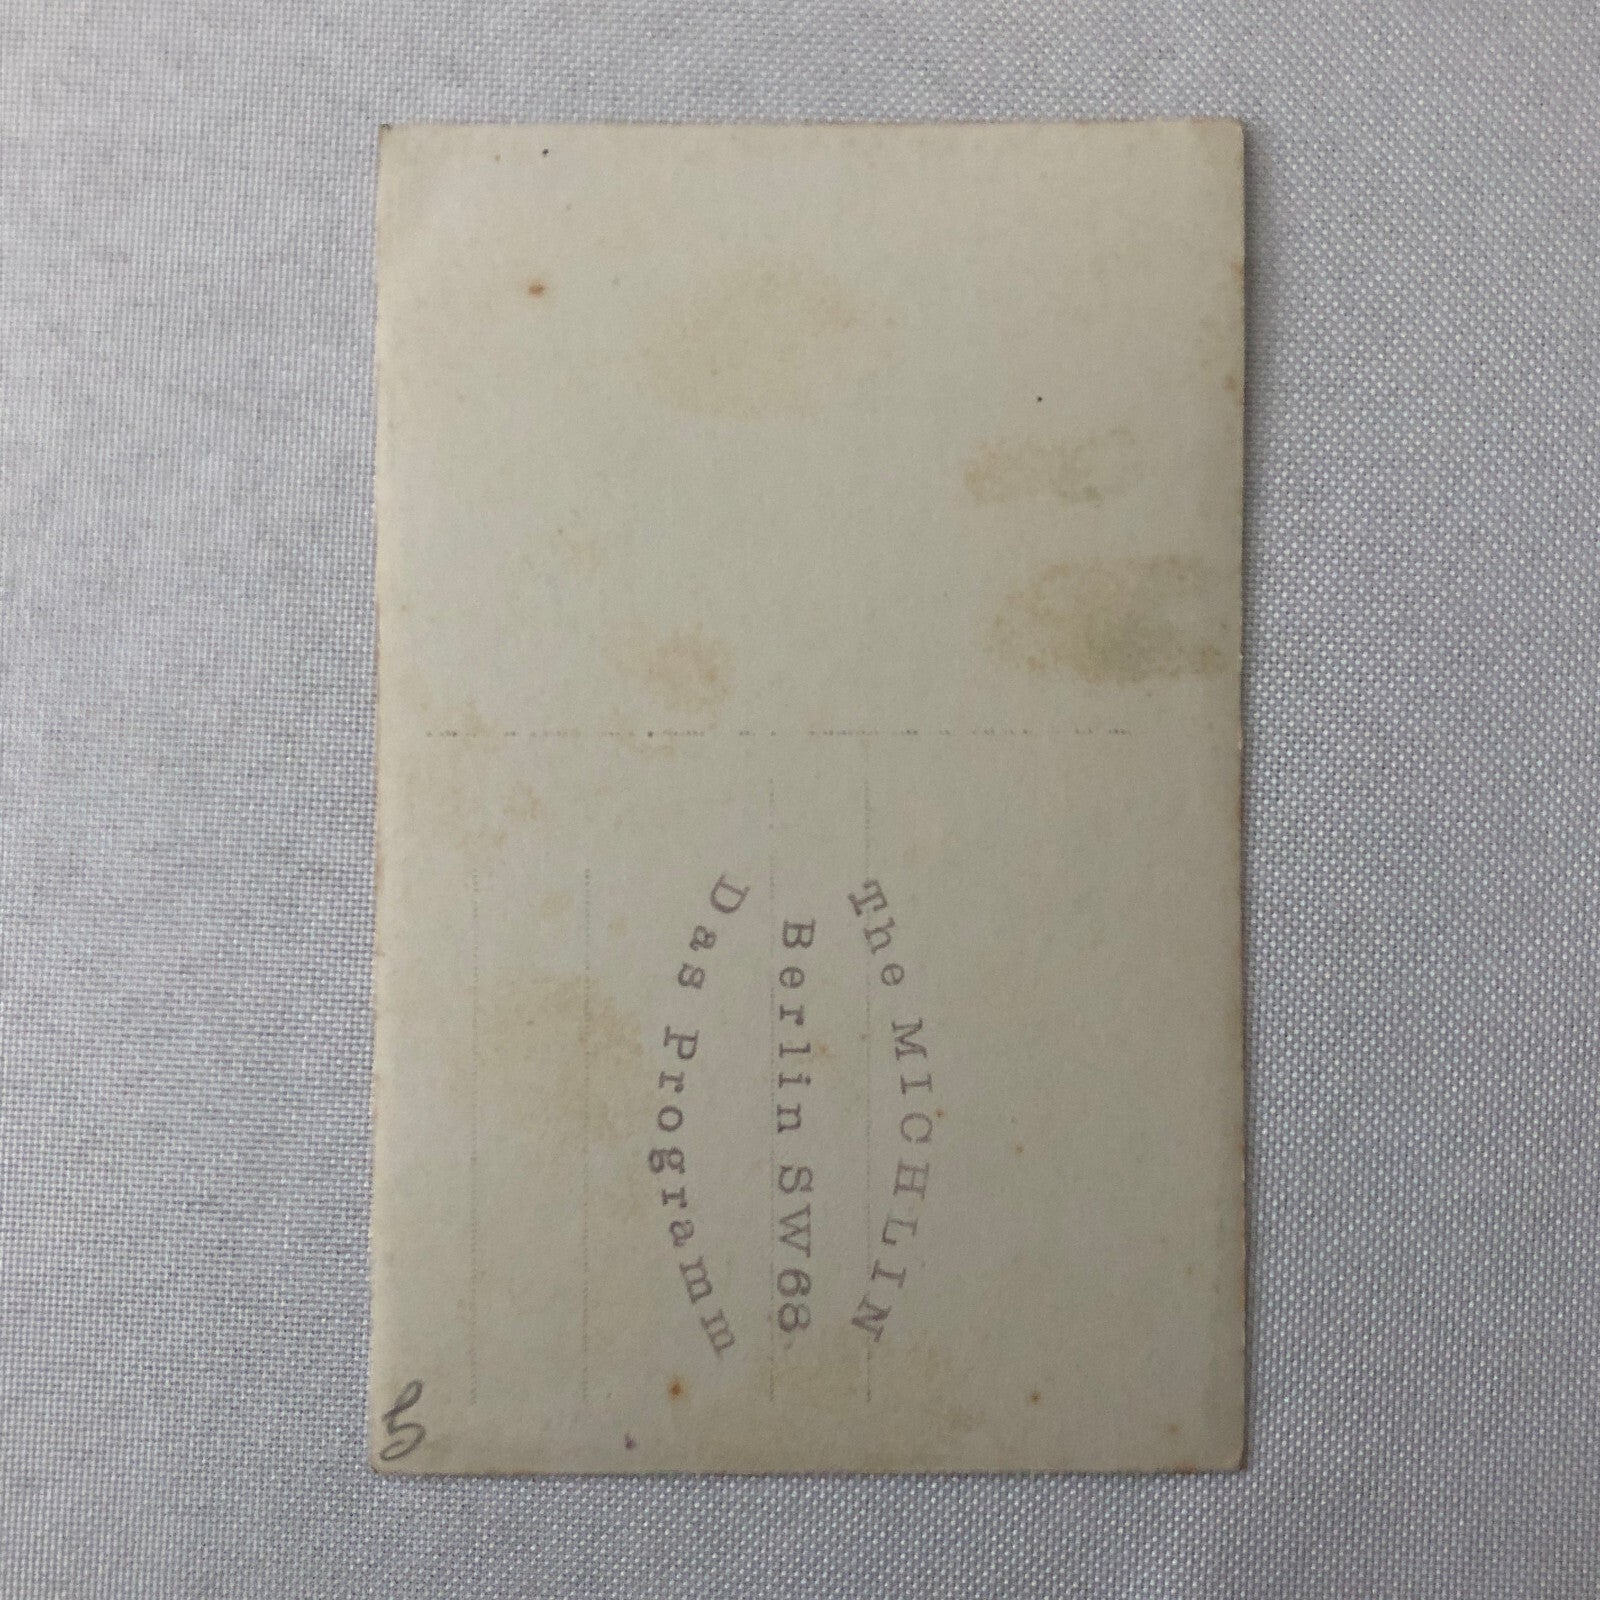 The MICHLIN
Berlin SW68.
Das Programm